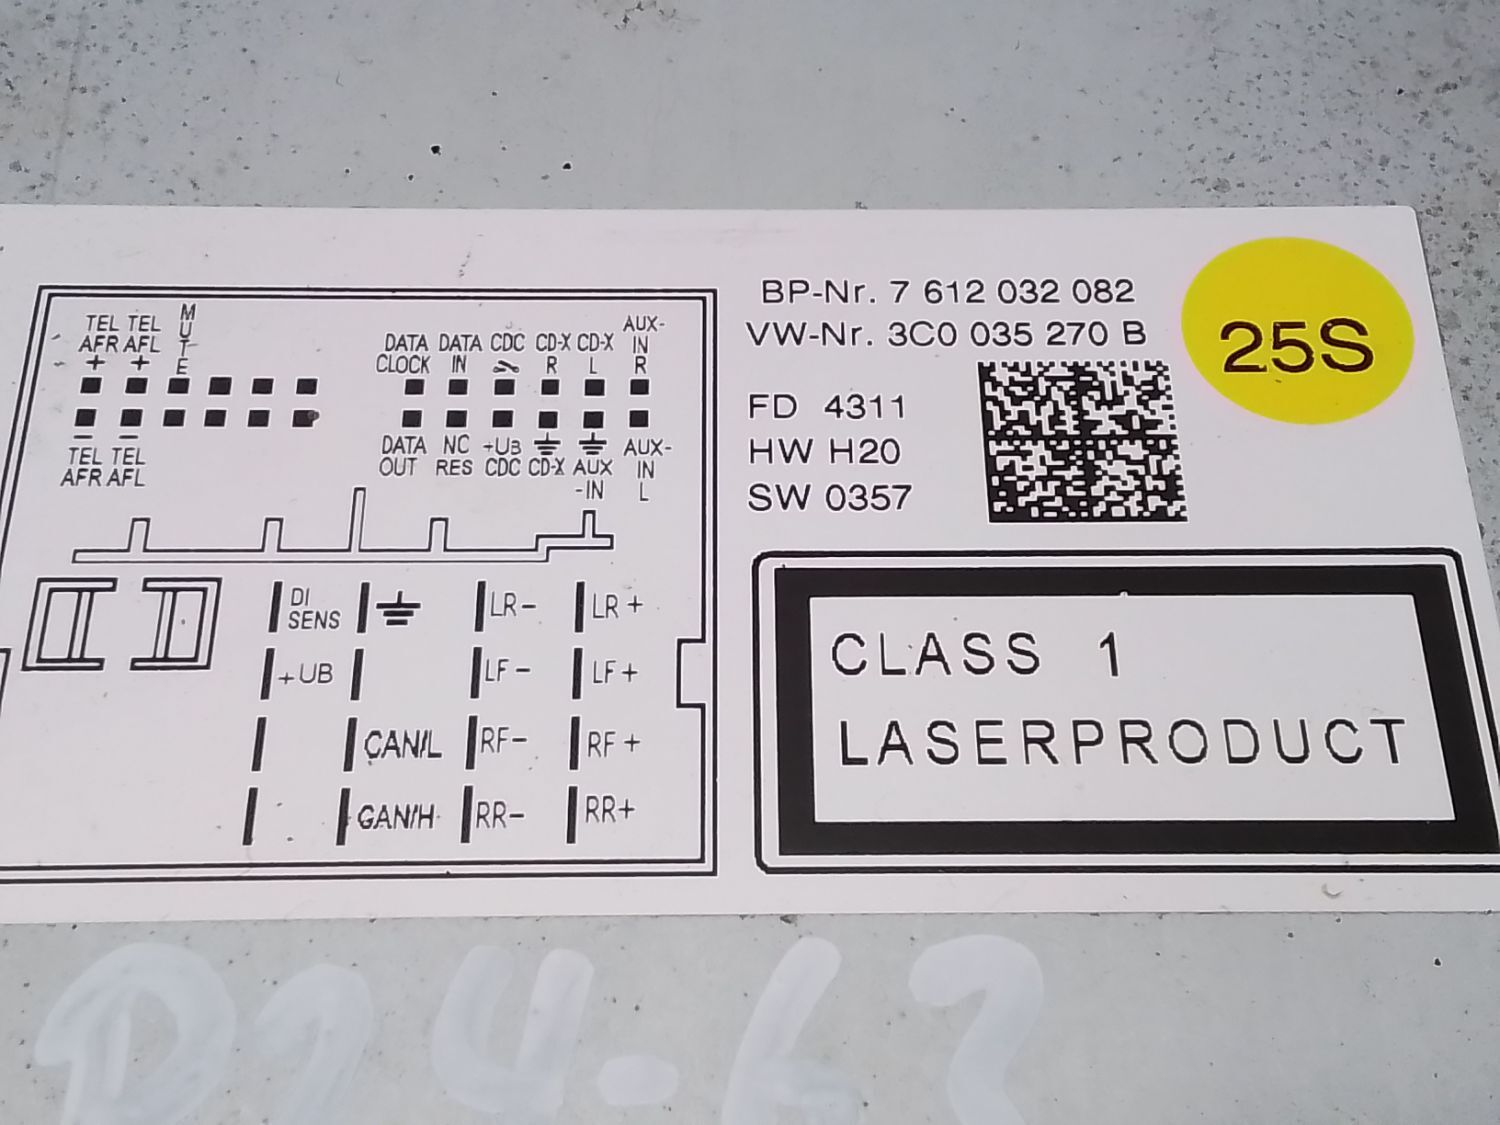 BP-Nr. 7 612 032 082
VW-Nr. 3C0 035 270 B
25S
FD 4311
HW H20
SW 0357
TEL TEL MUTE
AFR AFL
+ +
DATA DATA CDC CD-X CD-X AUX-
CLOCK IN R L IN
R
– –
TEL TEL
AFR AFL
DATA NC +UB AUX-
OUT RES CDC CD-X AUX IN
-IN L
DI
SENS LR- LR+
+UB LF- LF+
CAN/L RF- RF+
CAN/H RR- RR+
CLASS 1
LASERPRODUCT